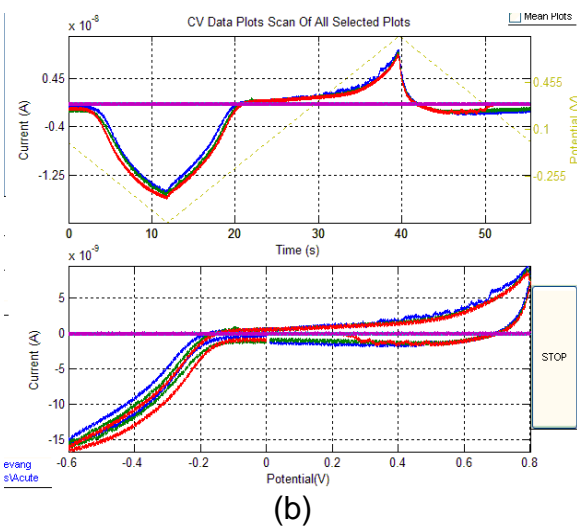 CV Data Plots Scan Of All Selected Plots
Mean Plots
x 10⁻⁸
0.45
-0.4
-1.25
Current (A)
0.455
0.1
-0.255
Potential (V)
0 10 20 30 40 50
Time (s)
x 10⁻⁹
5
0
-5
-10
-15
Current (A)
-0.6 -0.4 -0.2 0 0.2 0.4 0.6 0.8
Potential(V)
STOP
evang
s\Acute
(b)